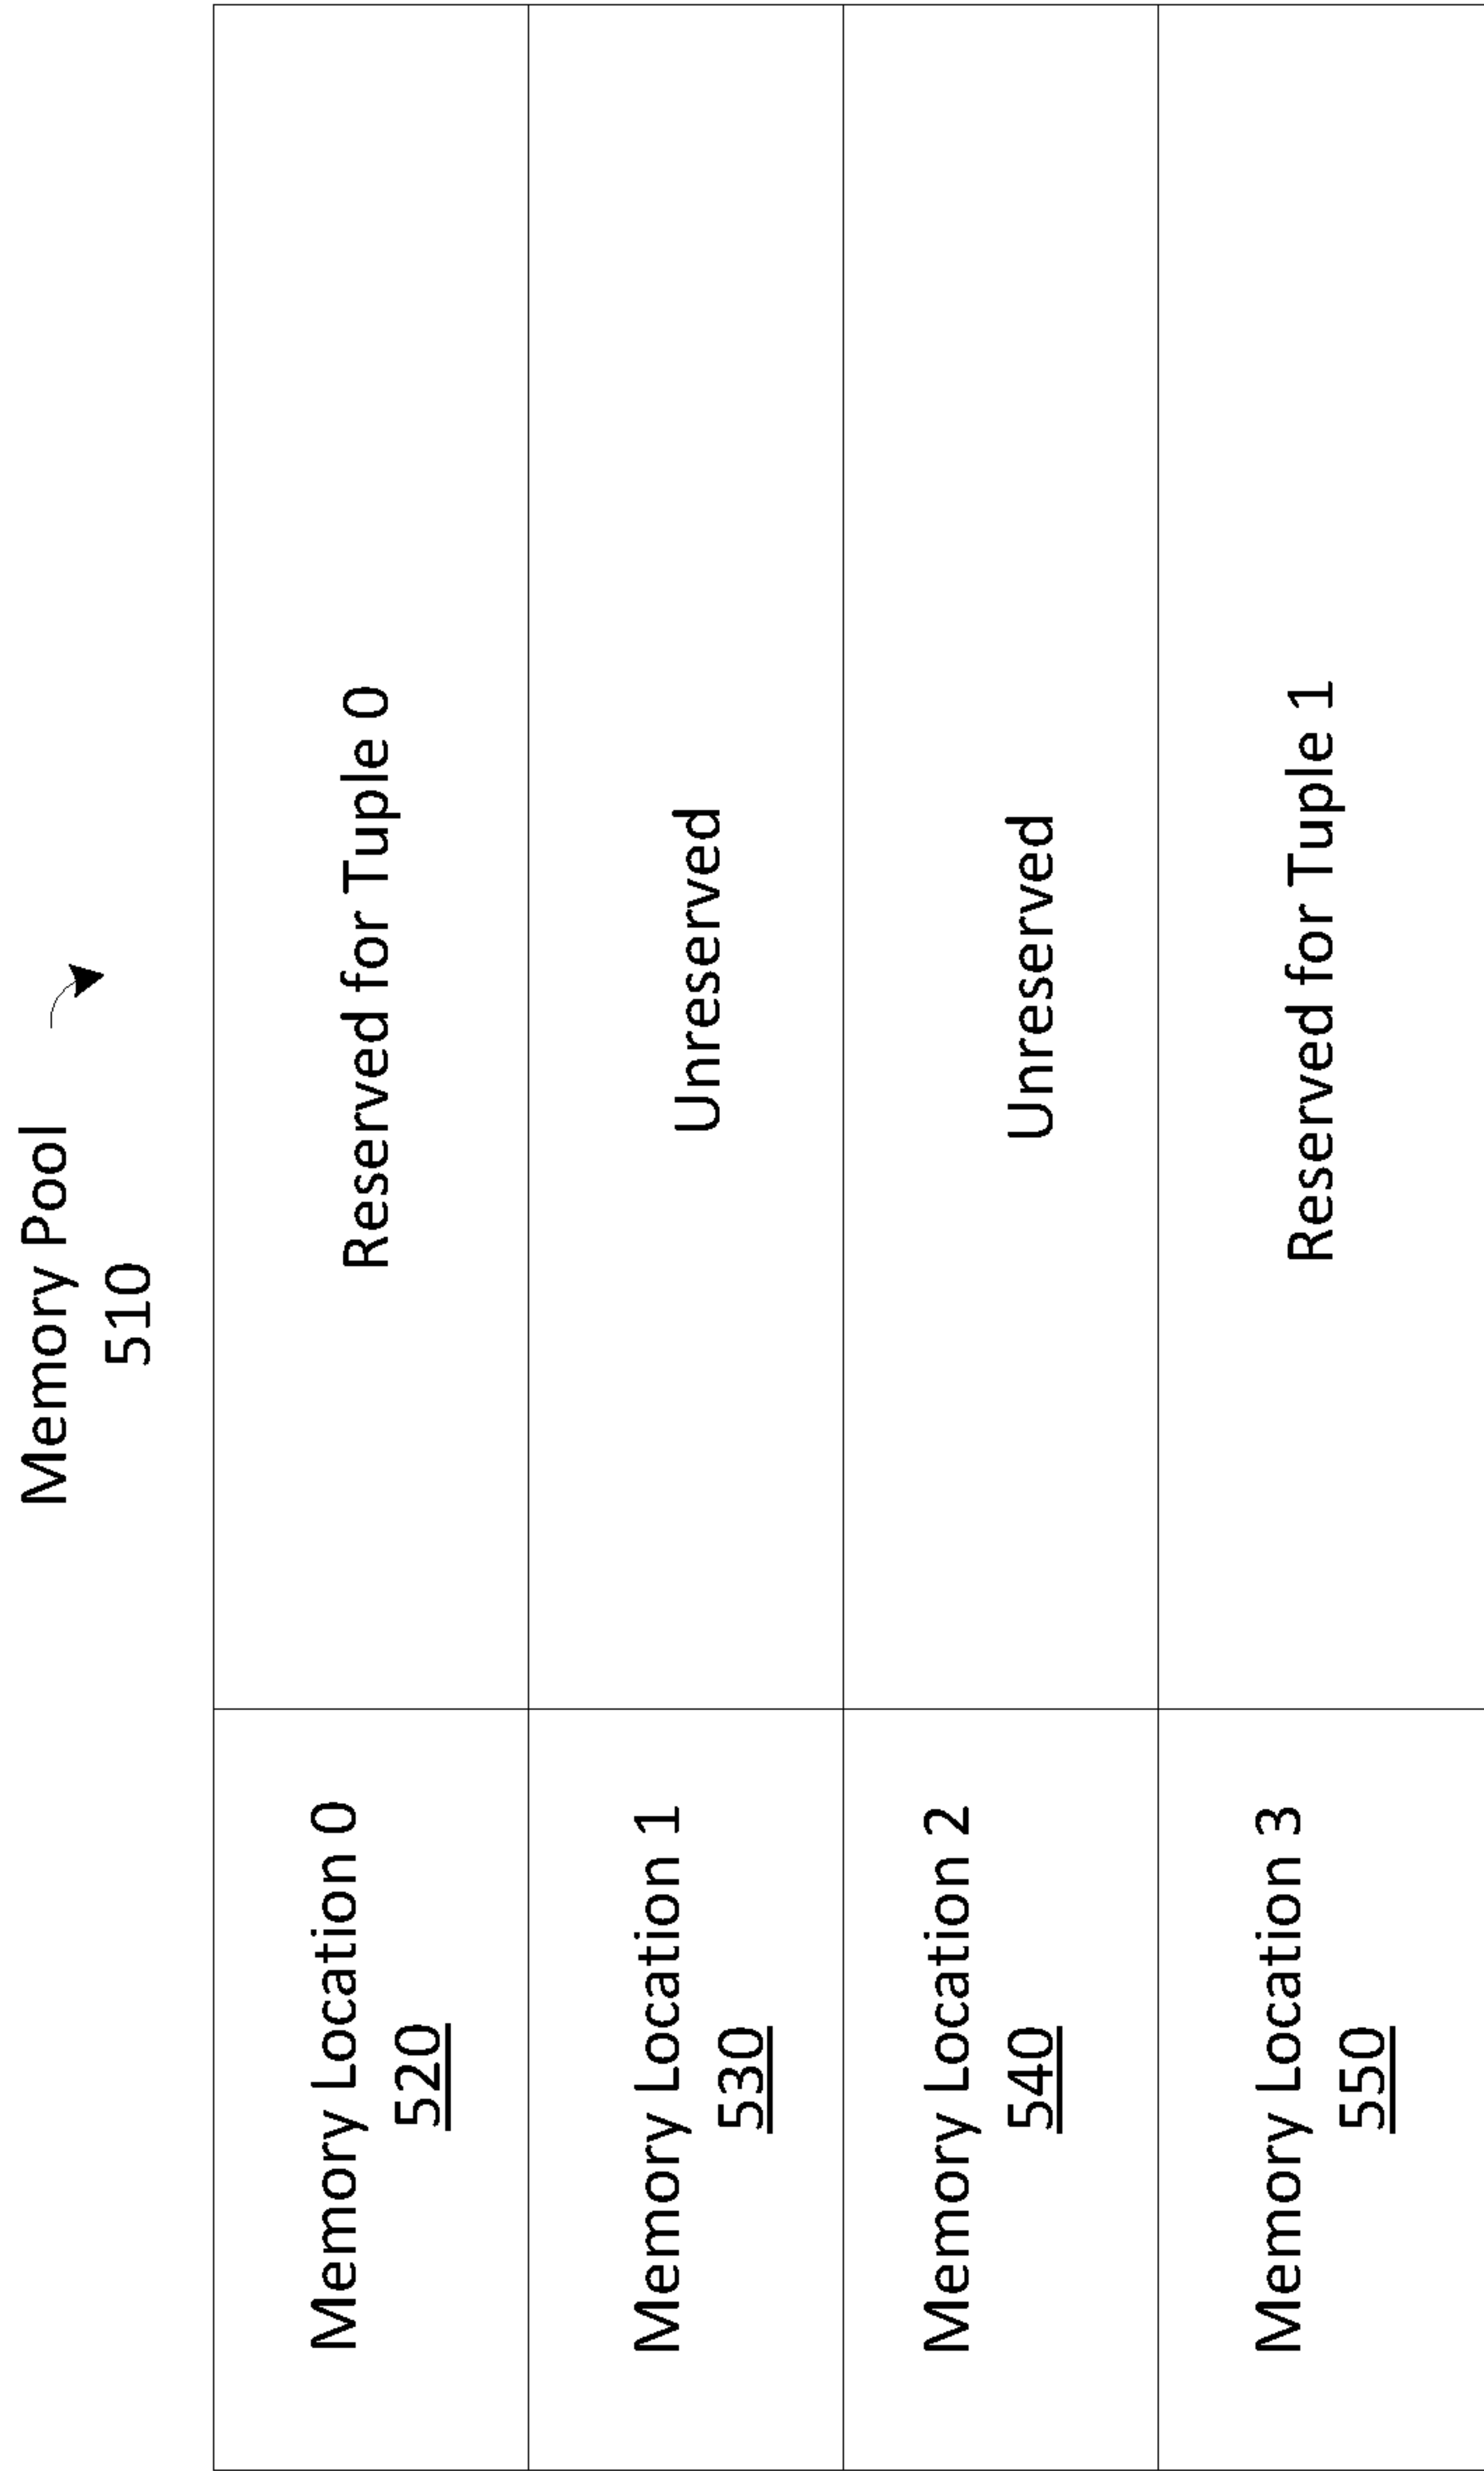 Memory Pool
510
Memory Location 0
520
Reserved for Tuple 0
Memory Location 1
530
Unreserved
Memory Location 2
540
Unreserved
Memory Location 3
550
Reserved for Tuple 1